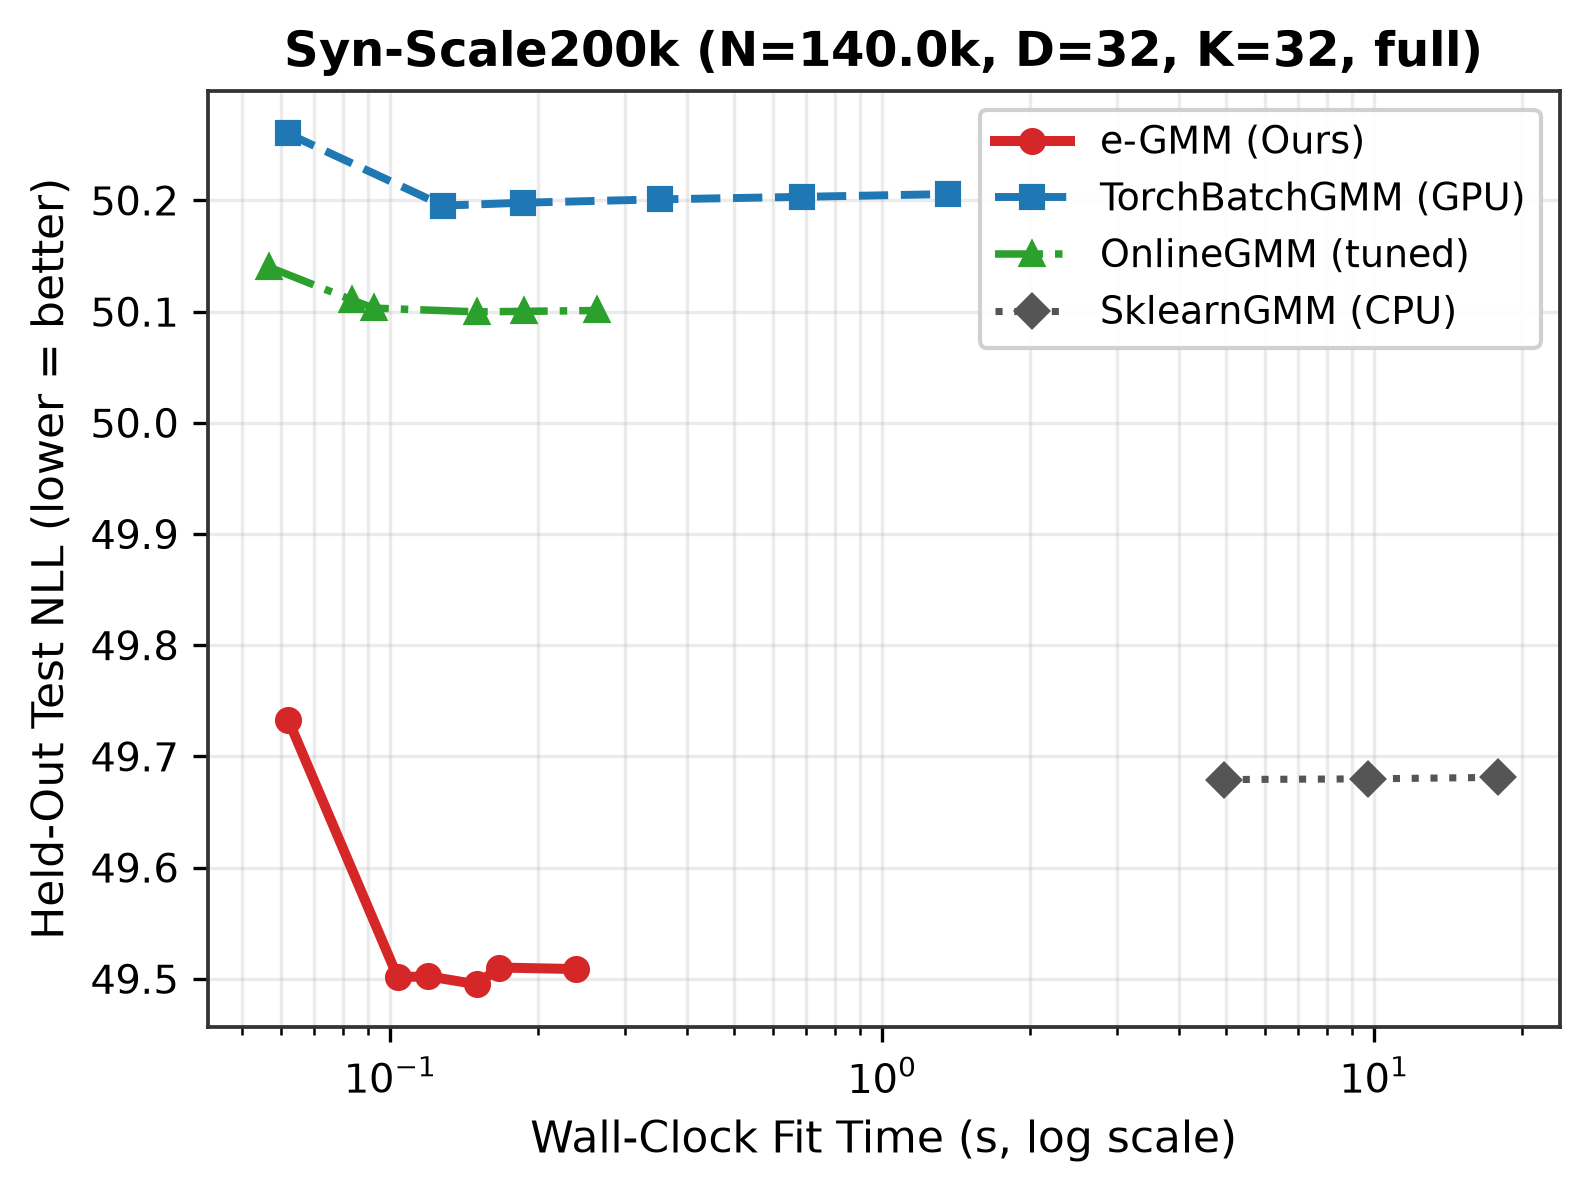 Syn-Scale200k (N=140.0k, D=32, K=32, full)
Held-Out Test NLL (lower = better)
50.2
50.1
50.0
49.9
49.8
49.7
49.6
49.5
e-GMM (Ours)
TorchBatchGMM (GPU)
OnlineGMM (tuned)
SklearnGMM (CPU)
10⁻¹
10⁰
10¹
Wall-Clock Fit Time (s, log scale)